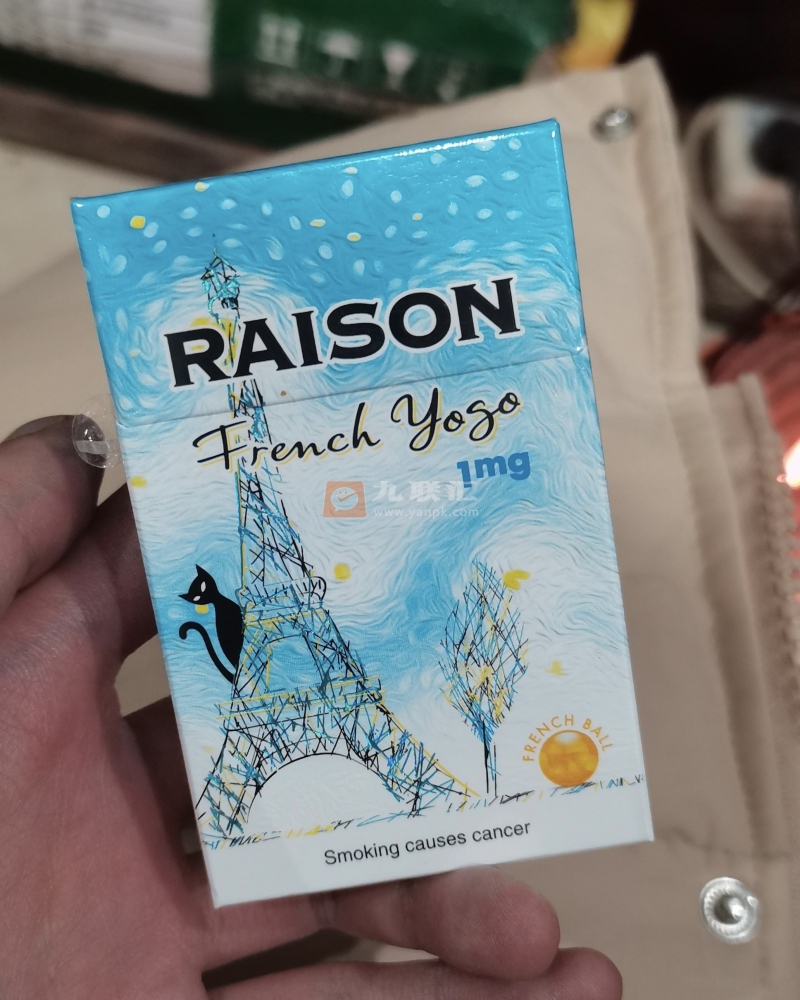 RAISON
French Yogo
1mg
九联汇
www.yanpk.com
FRENCH BALL
Smoking causes cancer